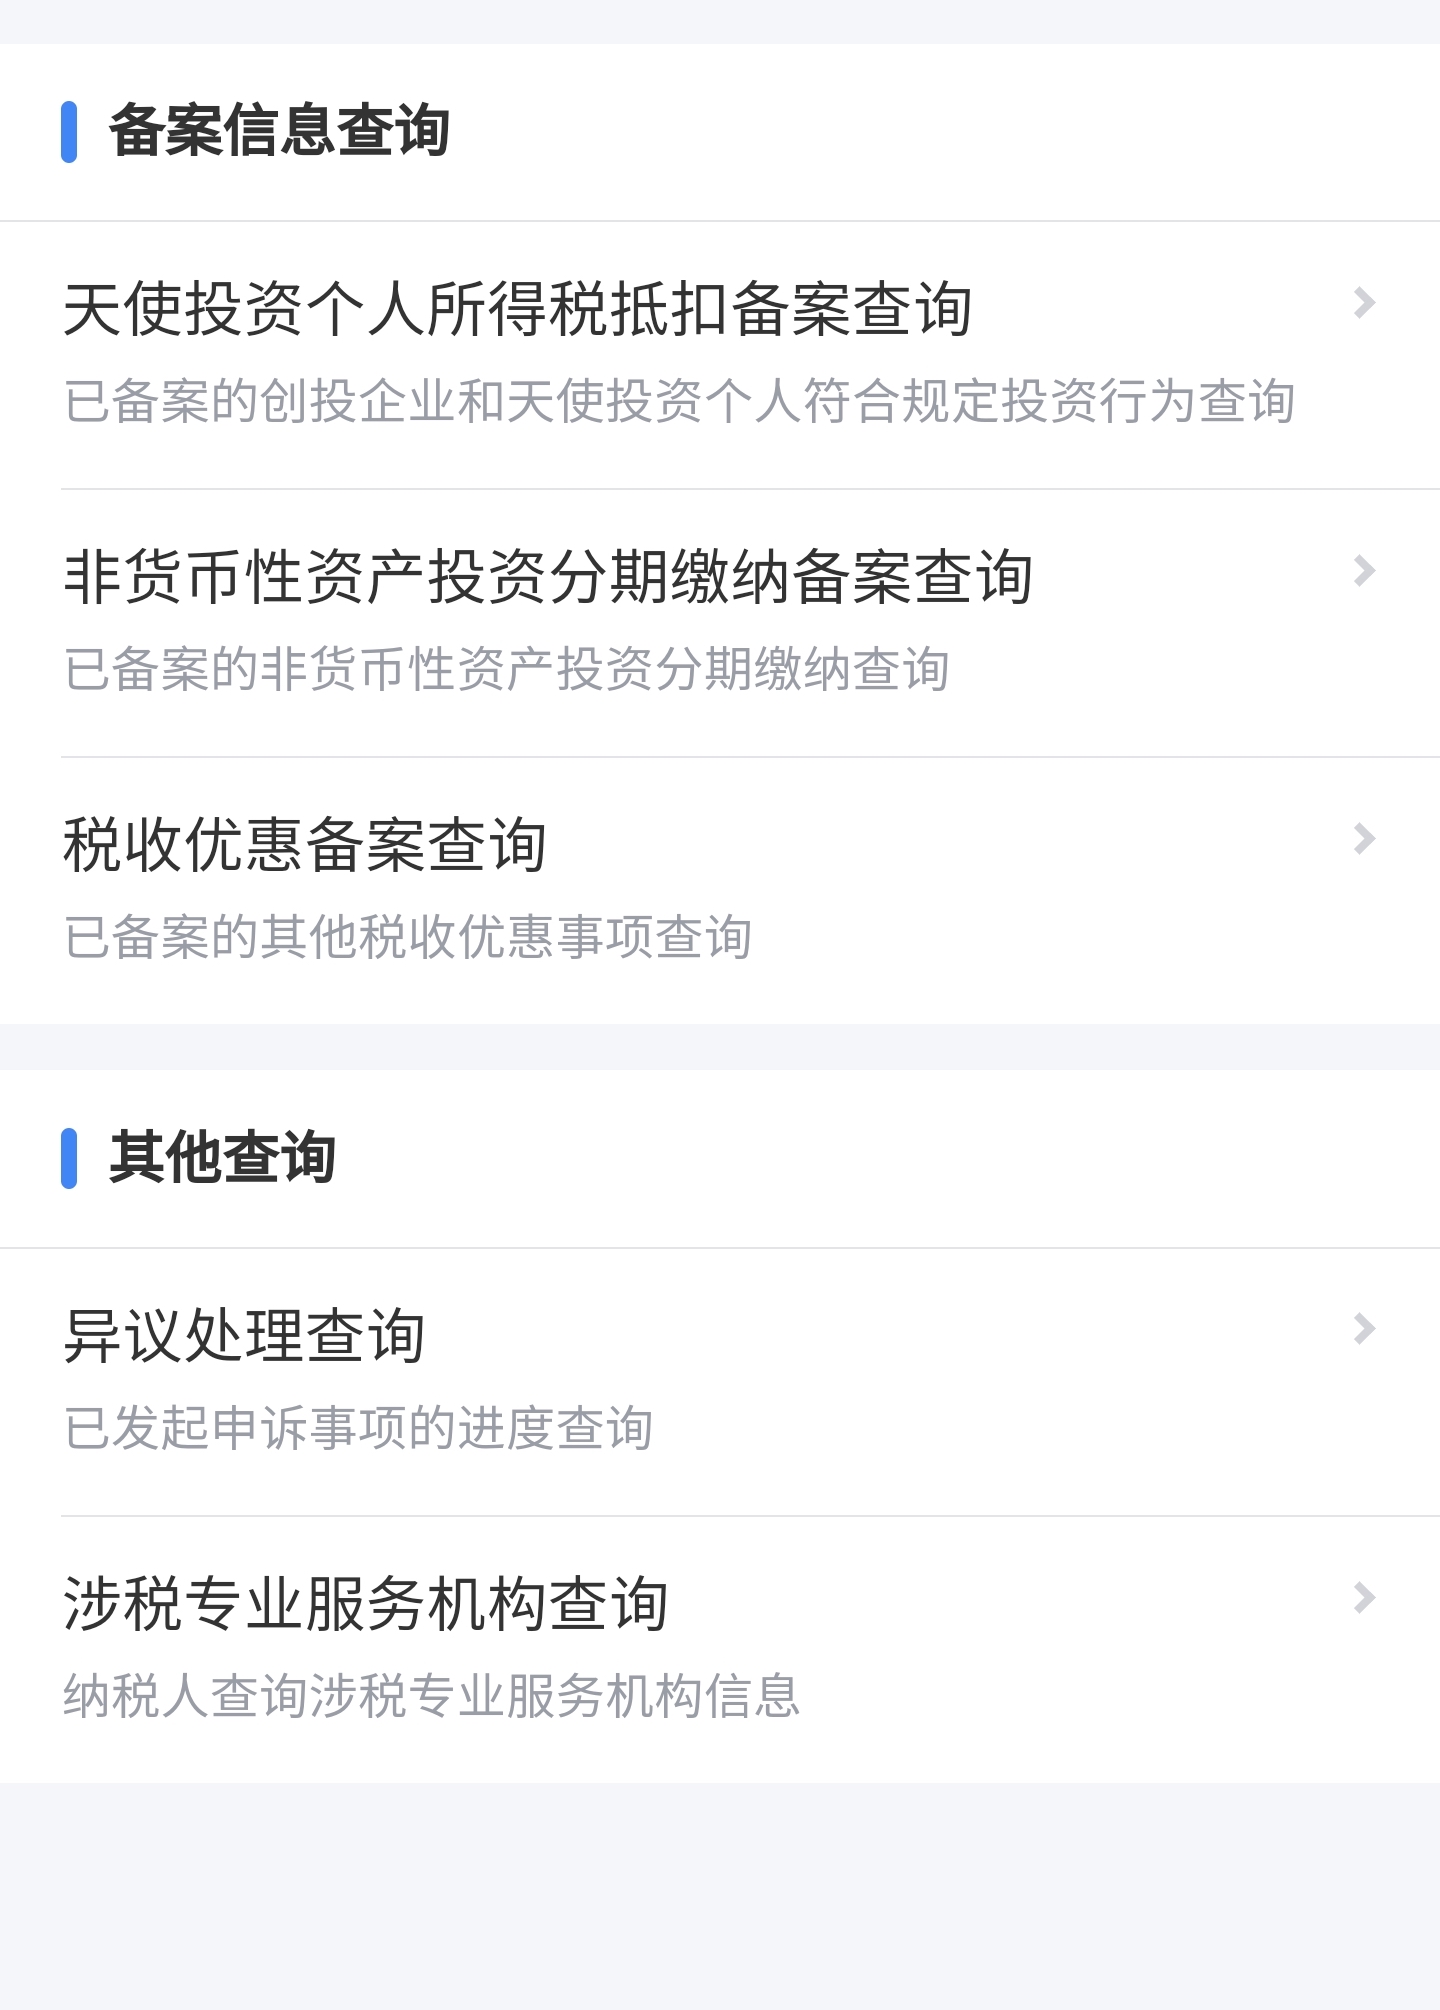 备案信息查询
天使投资个人所得税抵扣备案查询
已备案的创投企业和天使投资个人符合规定投资行为查询
非货币性资产投资分期缴纳备案查询
已备案的非货币性资产投资分期缴纳查询
税收优惠备案查询
已备案的其他税收优惠事项查询
其他查询
异议处理查询
已发起申诉事项的进度查询
涉税专业服务机构查询
纳税人查询涉税专业服务机构信息